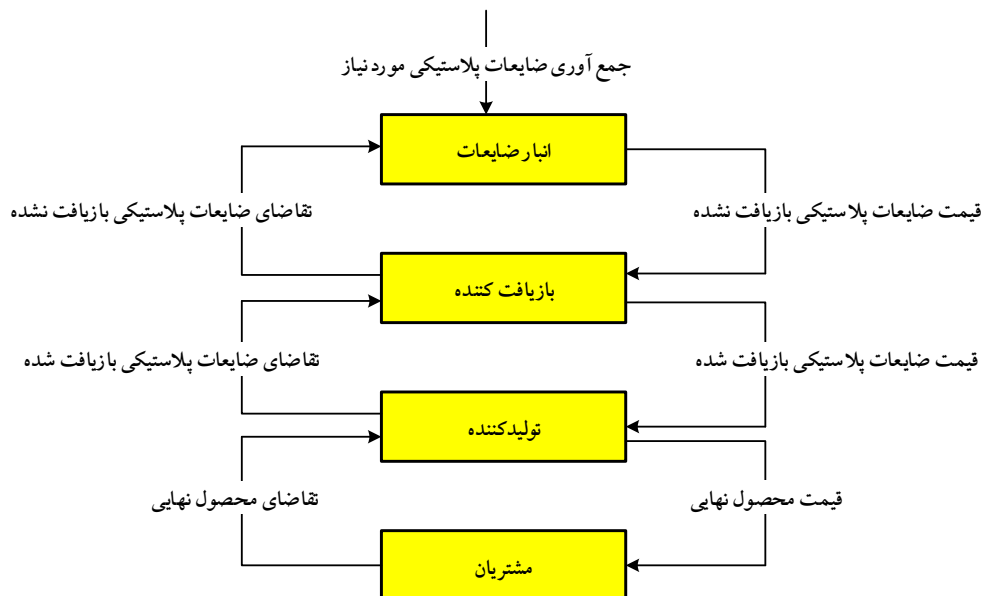 جمع آوری ضایعات پلاستیکی مورد نیاز
انبار ضایعات
قیمت ضایعات پلاستیکی بازیافت نشده
تقاضای ضایعات پلاستیکی بازیافت نشده
بازیافت کننده
قیمت ضایعات پلاستیکی بازیافت شده
تقاضای ضایعات پلاستیکی بازیافت شده
تولیدکننده
قیمت محصول نهایی
تقاضای محصول نهایی
مشتریان